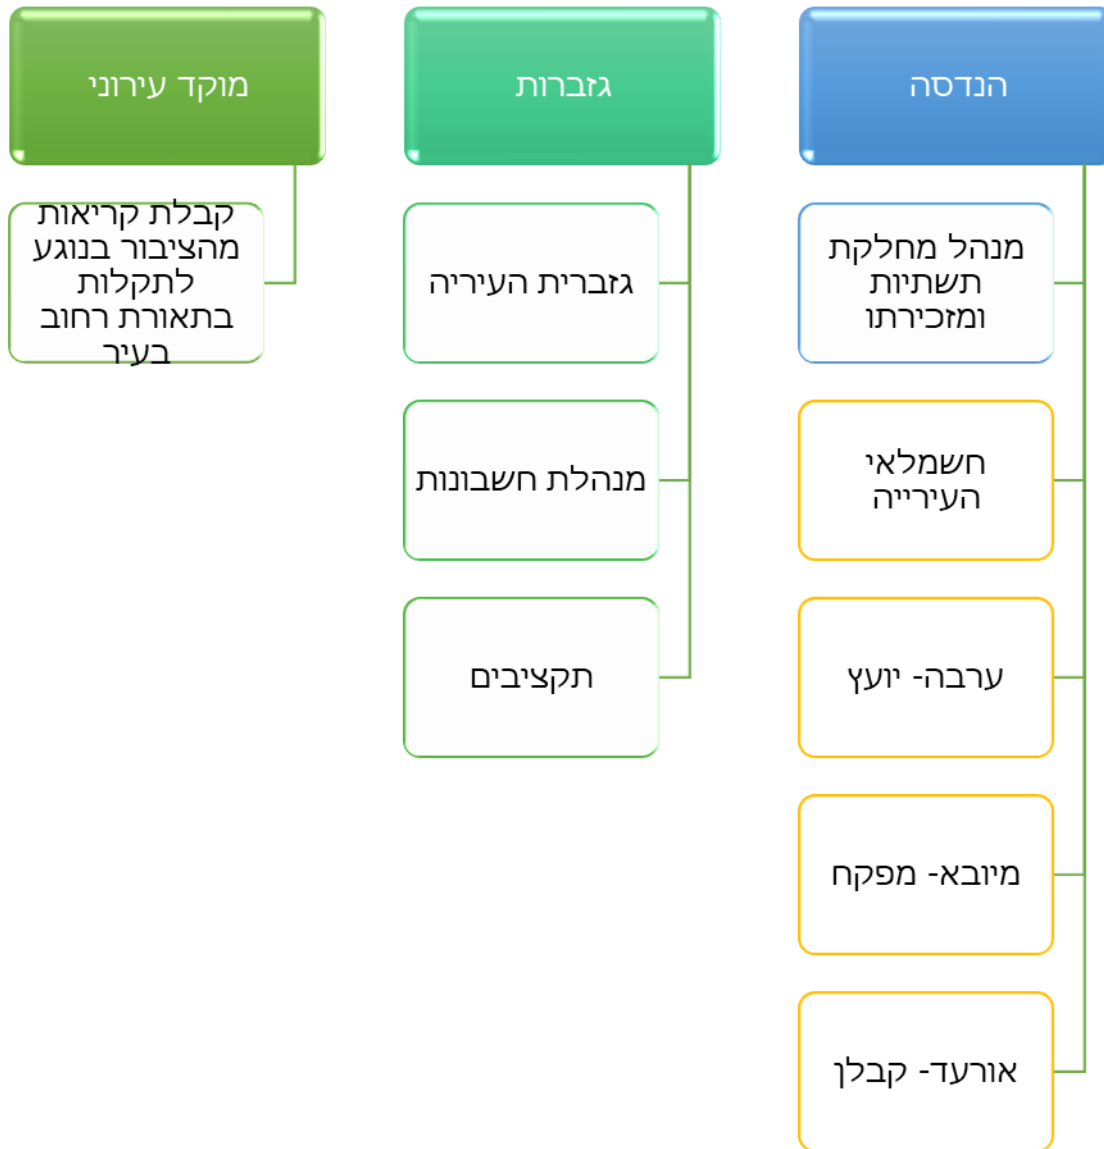 הנדסה
מנהל מחלקת
תשתיות
ומזכירתו
חשמלאי
העירייה
ערבה- יועץ
מיובא- מפקח
אורעד- קבלן
גזברות
גזברית העיריה
מנהלת חשבונות
תקציבים
מוקד עירוני
קבלת קריאות
מהציבור בנוגע
לתקלות
בתאורת רחוב
בעיר